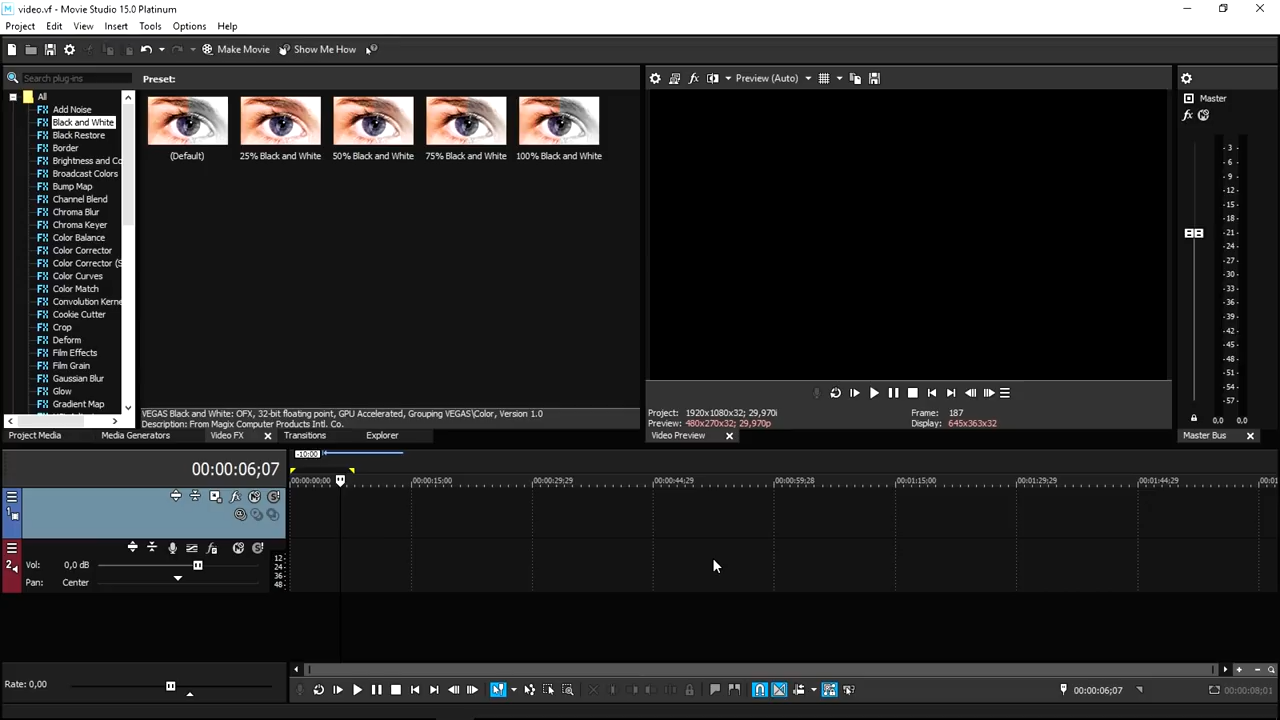 video.vf - Movie Studio 15.0 Platinum
Project Edit View Insert Tools Options Help
Make Movie Show Me How
Search plug-ins
Preset:
All
Add Noise
Black and White
Black Restore
Border
Brightness and Co
Broadcast Colors
Bump Map
Channel Blend
Chroma Blur
Chroma Keyer
Color Balance
Color Corrector
Color Corrector (S
Color Curves
Color Match
Convolution Kerne
Cookie Cutter
Crop
Deform
Film Effects
Film Grain
Gaussian Blur
Glow
Gradient Map
(Default) 25% Black and White 50% Black and White 75% Black and White 100% Black and White
VEGAS Black and White: OFX, 32-bit floating point, GPU Accelerated, Grouping VEGAS\Color, Version 1.0
Description: From Magix Computer Products Intl. Co.
Project Media Media Generators Video FX Transitions Explorer
Preview (Auto)
Project: 1920x1080x32; 29,970i
Preview: 480x270x32; 29,970p
Frame: 187
Display: 645x363x32
Video Preview
Master
-3-
-6-
-9-
-12-
-15-
-18-
-21-
-24-
-27-
-30-
-33-
-36-
-39-
-42-
-45-
-48-
-51-
-54-
-57-
0,0 0,0
Master Bus
-10:00
00:00:06;07
00:00:00;00 00:00:15;00 00:00:29;29 00:00:44;29 00:00:59;28 00:01:15;00 00:01:29;29 00:01:44;29 00:01
1
2
Vol: 0,0 dB
Pan: Center
12-
24-
36-
48-
Rate: 0,00
00:00:06;07
00:00:08;01